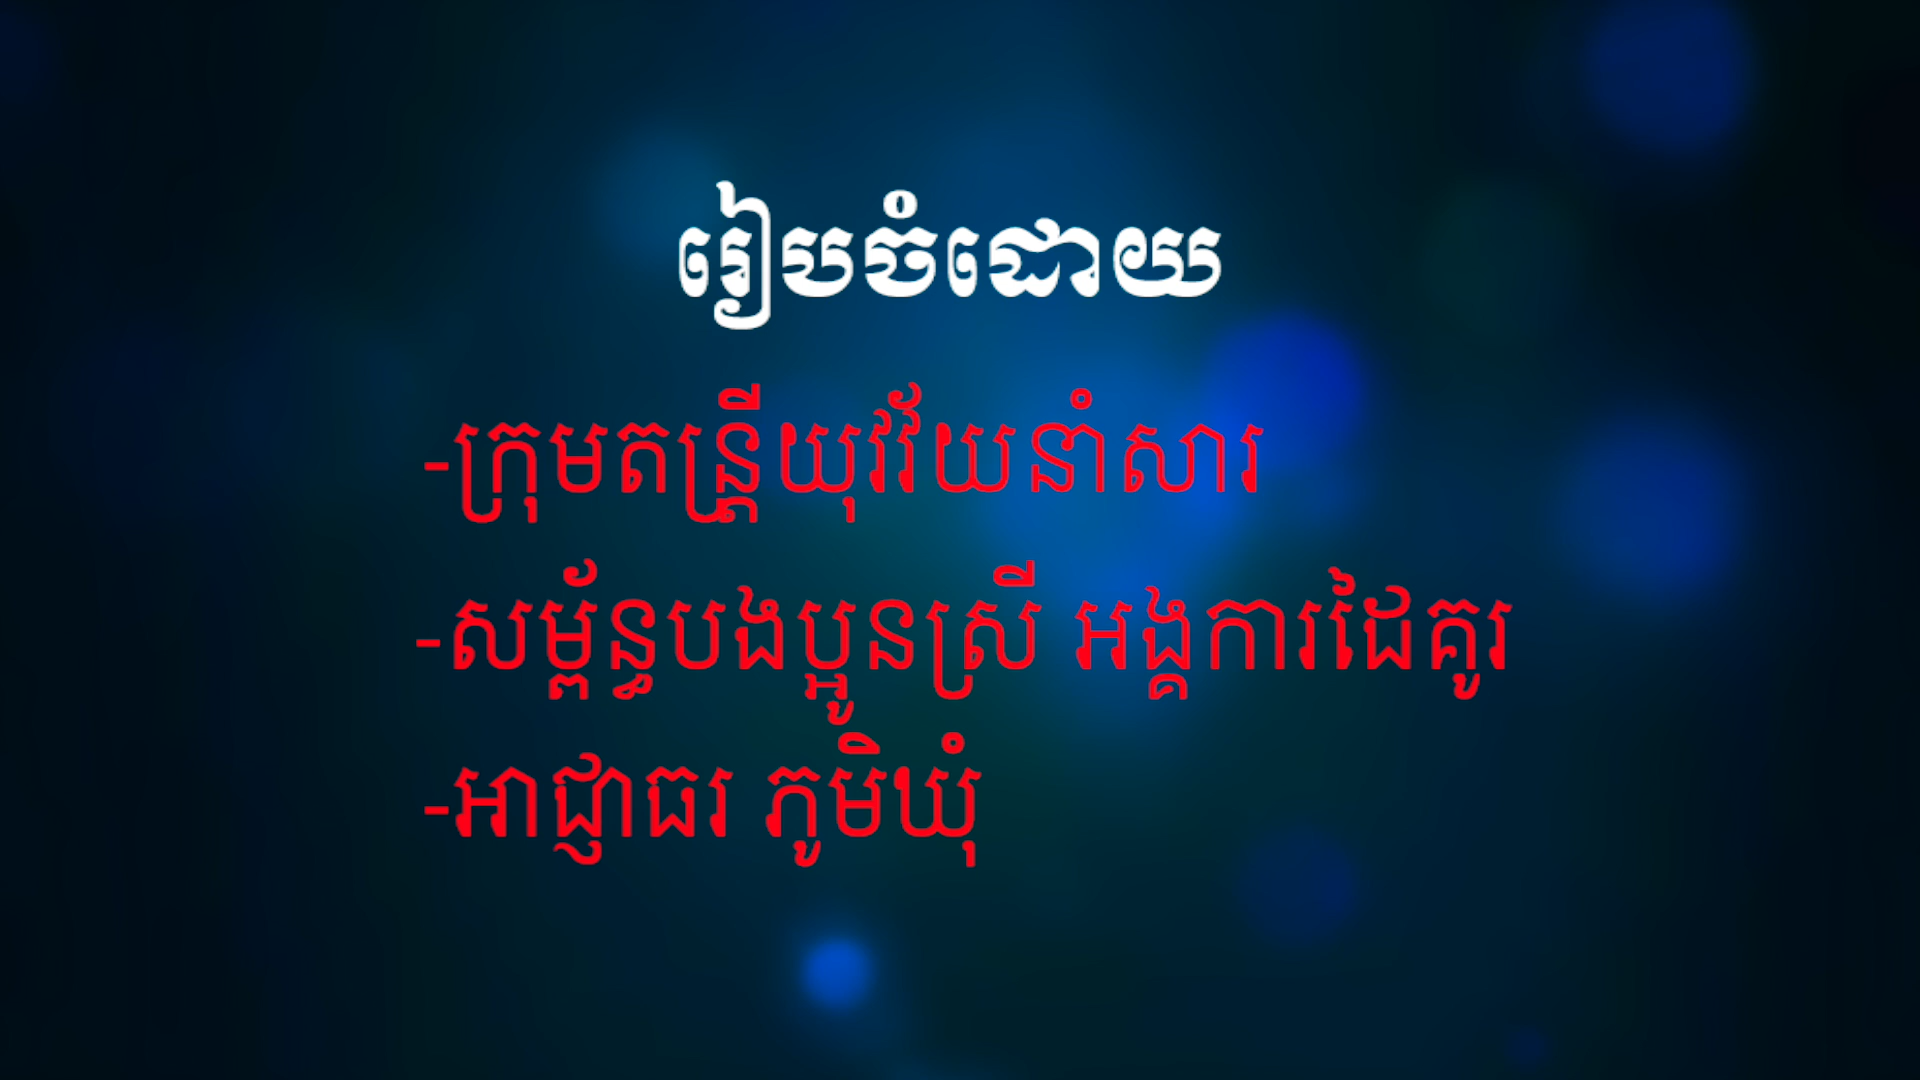 រៀបចំដោយ
-ក្រុមតន្ត្រីយុវវ័យនាំសារ
-សម្ព័ន្ធបងប្អូនស្រី អង្គការដៃគូរ
-អាជ្ញាធរ ភូមិឃុំ